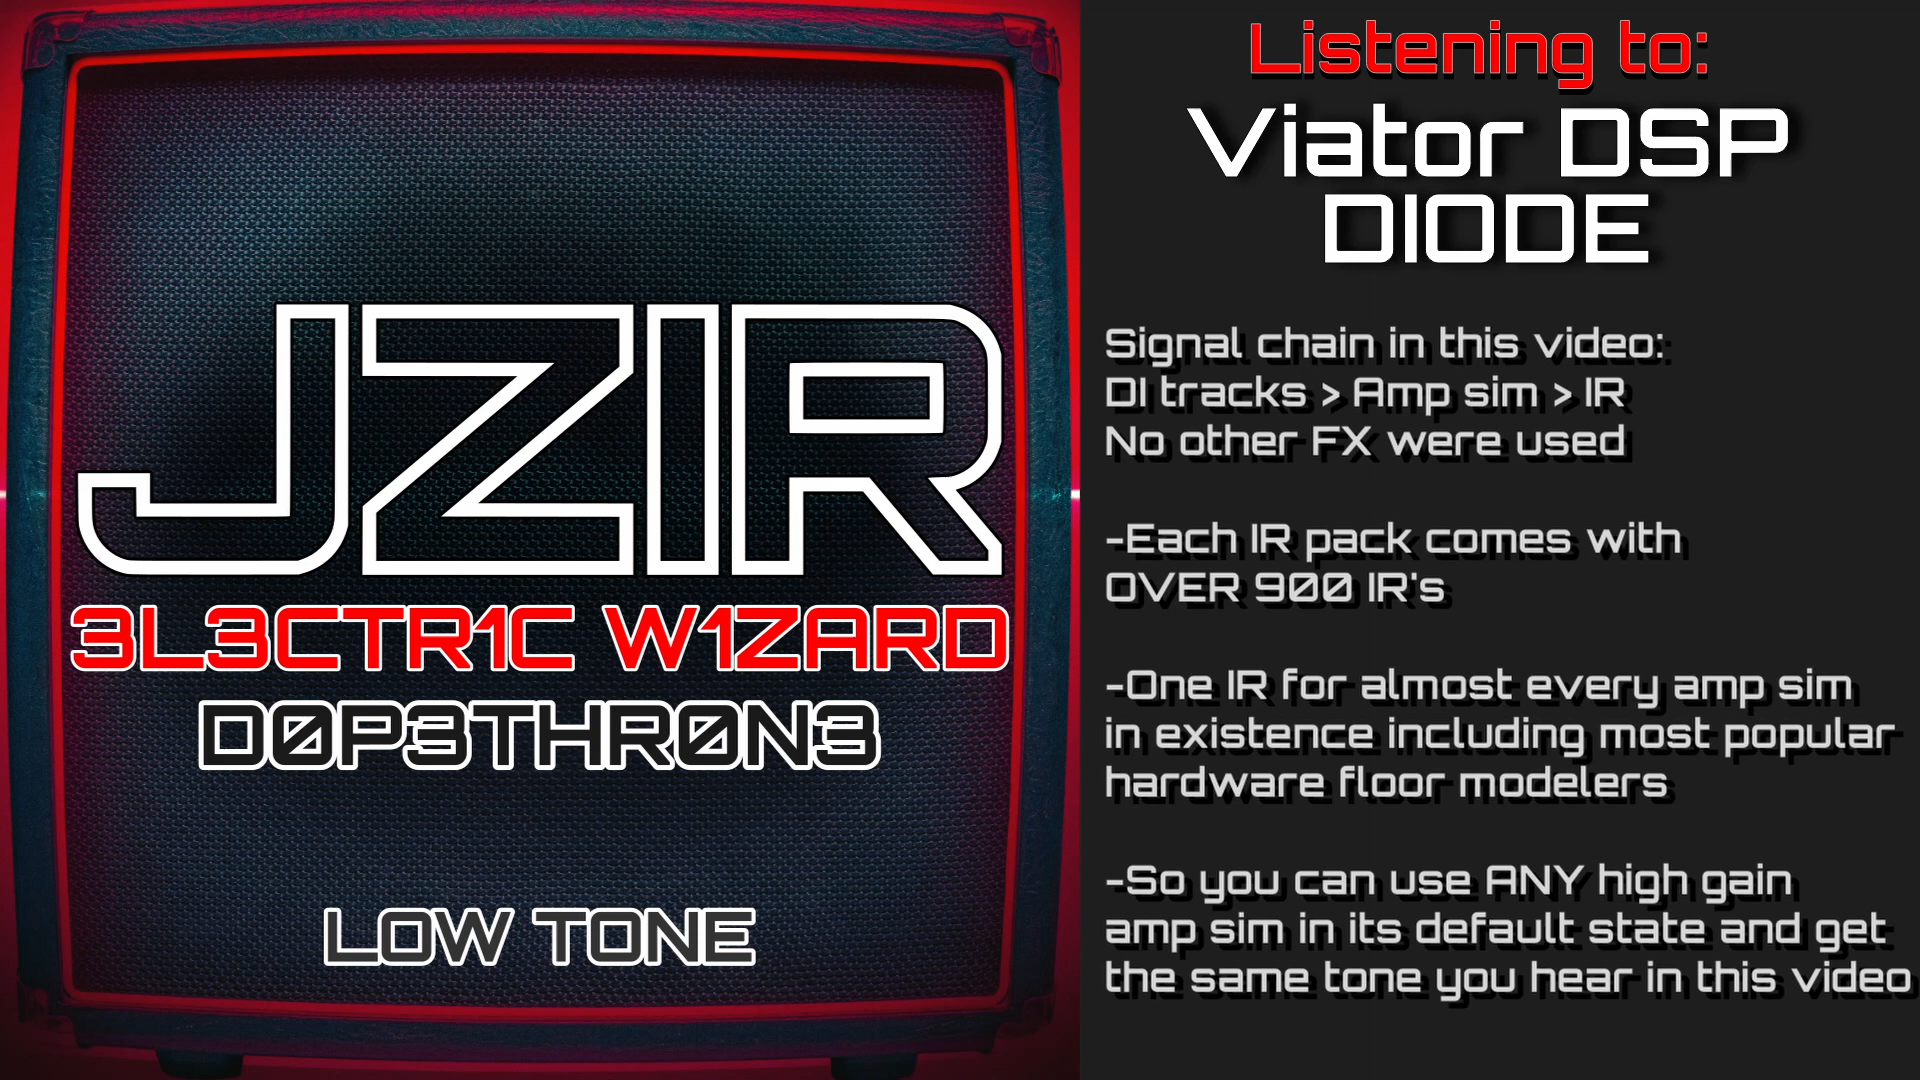 JZIR
3L3CTR1C W1ZARD
D0P3THR0N3
LOW TONE
Listening to:
Viator DSP
DIODE
Signal chain in this video:
DI tracks > Amp sim > IR
No other FX were used
-Each IR pack comes with
OVER 900 IR's
-One IR for almost every amp sim
in existence including most popular
hardware floor modelers
-So you can use ANY high gain
amp sim in its default state and get
the same tone you hear in this video